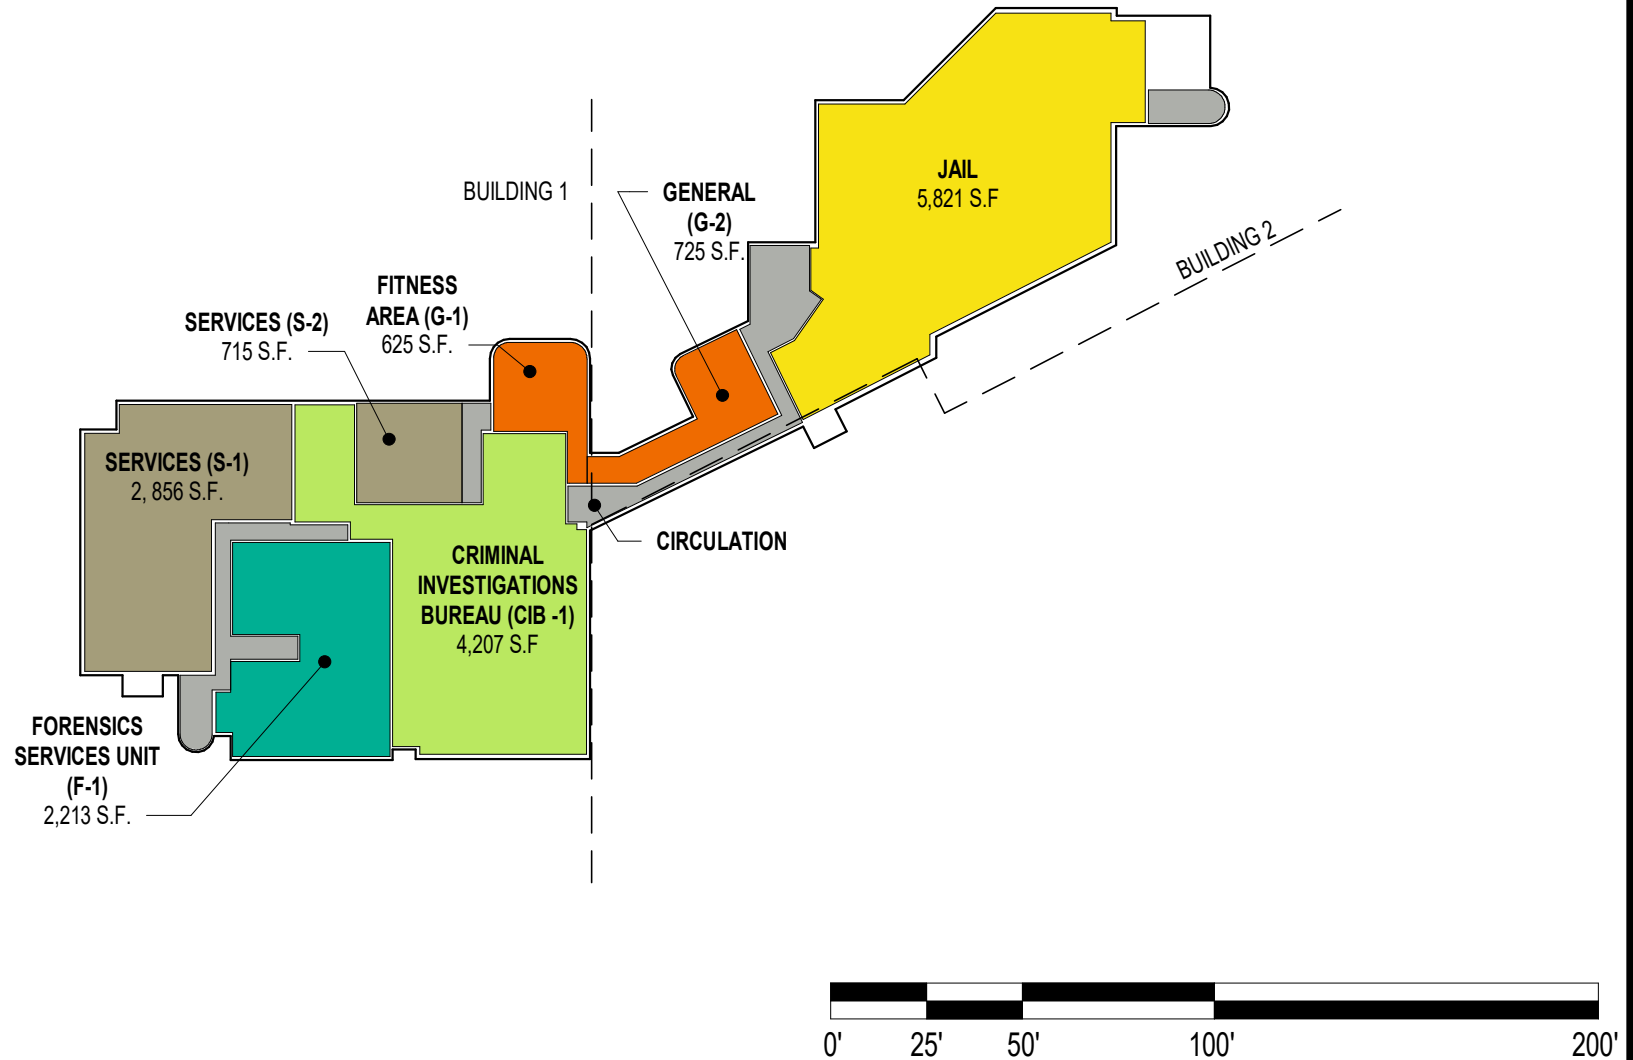 BUILDING 1
GENERAL
(G-2)
725 S.F.
JAIL
5,821 S.F
BUILDING 2
FITNESS
AREA (G-1)
625 S.F.
SERVICES (S-2)
715 S.F.
SERVICES (S-1)
2, 856 S.F.
CIRCULATION
CRIMINAL
INVESTIGATIONS
BUREAU (CIB -1)
4,207 S.F
FORENSICS
SERVICES UNIT
(F-1)
2,213 S.F.
0' 25' 50' 100' 200'